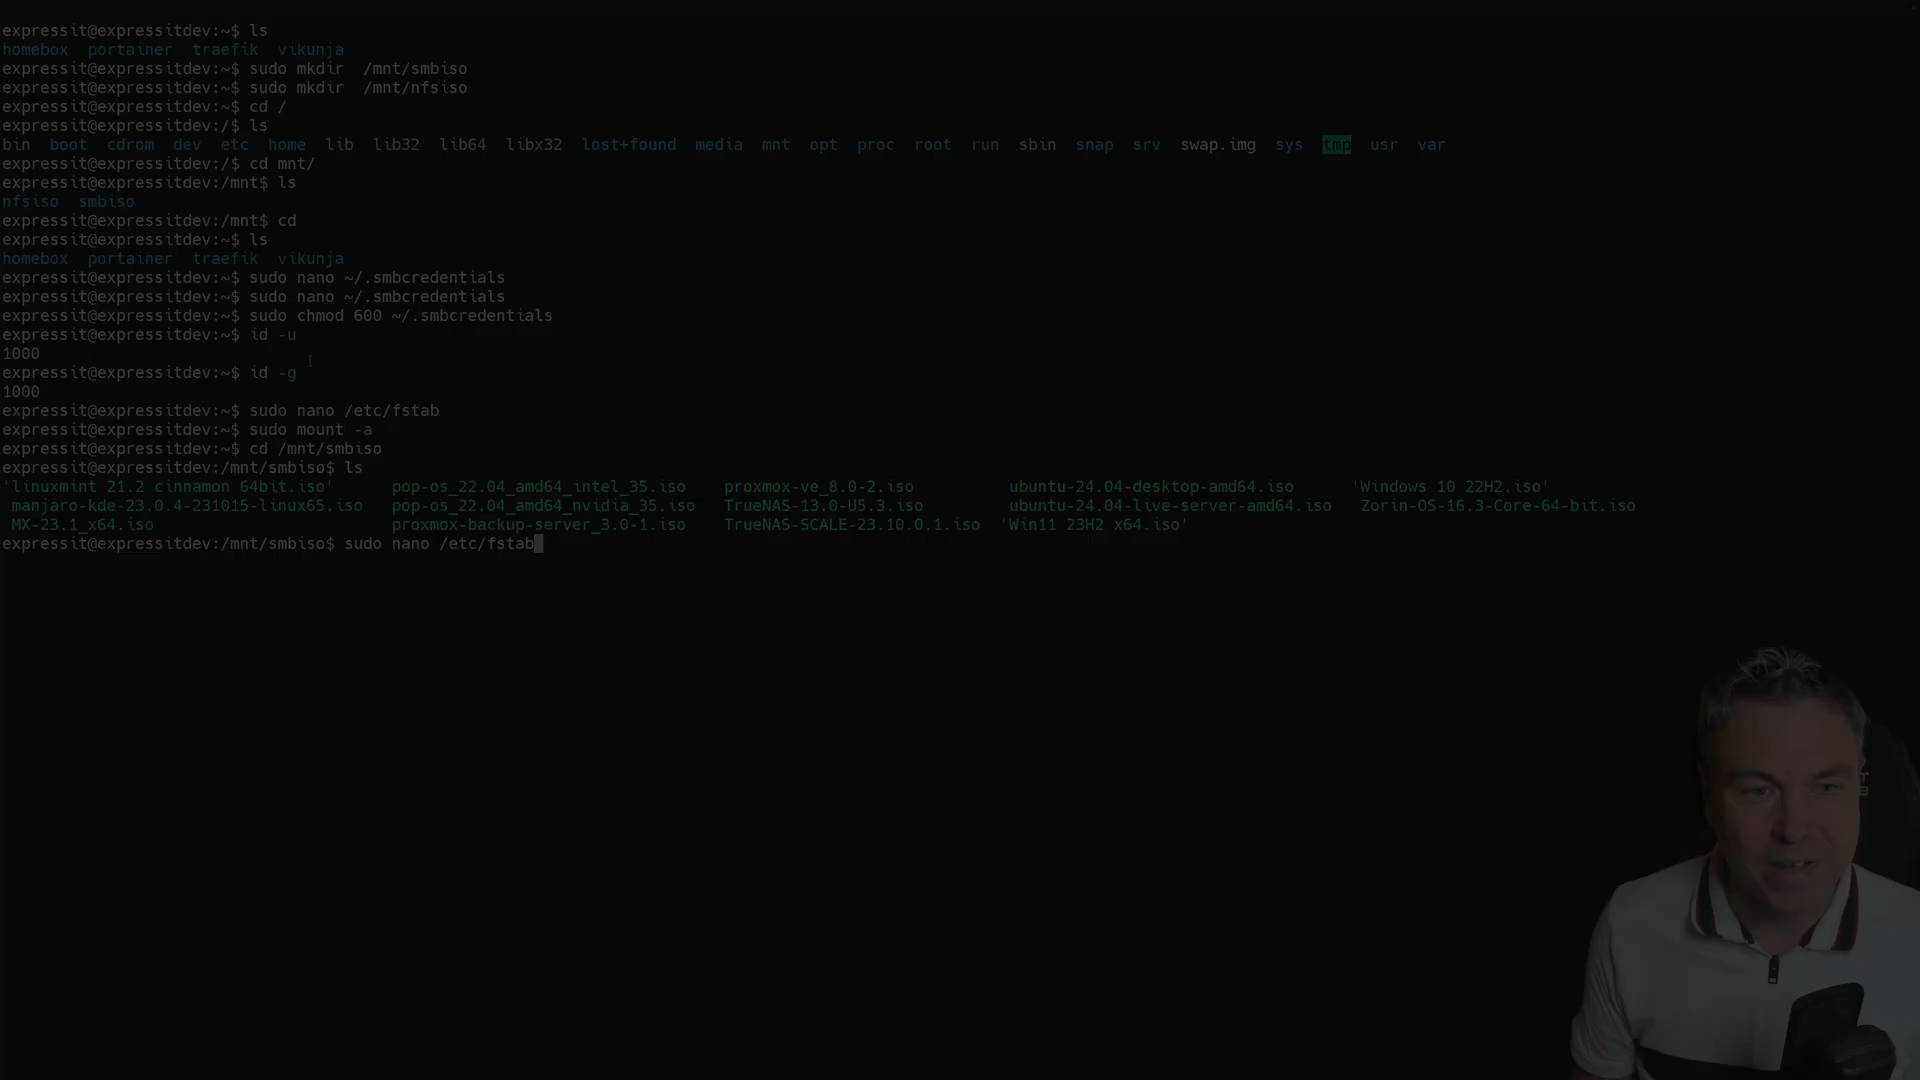 expressit@expressitdev:~$ ls
homebox  portainer  traefik  vikunja
expressit@expressitdev:~$ sudo mkdir  /mnt/smbiso
expressit@expressitdev:~$ sudo mkdir  /mnt/nfsiso
expressit@expressitdev:~$ cd /
expressit@expressitdev:/$ ls
bin  boot  cdrom  dev  etc  home  lib  lib32  lib64  libx32  lost+found  media  mnt  opt  proc  root  run  sbin  snap  srv  swap.img  sys  tmp  usr  var
expressit@expressitdev:/$ cd mnt/
expressit@expressitdev:/mnt$ ls
nfsiso  smbiso
expressit@expressitdev:/mnt$ cd
expressit@expressitdev:~$ ls
homebox  portainer  traefik  vikunja
expressit@expressitdev:~$ sudo nano ~/.smbcredentials
expressit@expressitdev:~$ sudo nano ~/.smbcredentials
expressit@expressitdev:~$ sudo chmod 600 ~/.smbcredentials
expressit@expressitdev:~$ id -u
1000
expressit@expressitdev:~$ id -g
1000
expressit@expressitdev:~$ sudo nano /etc/fstab
expressit@expressitdev:~$ sudo mount -a
expressit@expressitdev:~$ cd /mnt/smbiso
expressit@expressitdev:/mnt/smbiso$ ls
'linuxmint 21.2 cinnamon 64bit.iso'  pop-os_22.04_amd64_intel_35.iso  proxmox-ve_8.0-2.iso  ubuntu-24.04-desktop-amd64.iso  'Windows 10 22H2.iso'
manjaro-kde-23.0.4-231015-linux65.iso  pop-os_22.04_amd64_nvidia_35.iso  TrueNAS-13.0-U5.3.iso  ubuntu-24.04-live-server-amd64.iso  Zorin-OS-16.3-Core-64-bit.iso
MX-23.1_x64.iso  proxmox-backup-server_3.0-1.iso  TrueNAS-SCALE-23.10.0.1.iso  'Win11 23H2 x64.iso'
expressit@expressitdev:/mnt/smbiso$ sudo nano /etc/fstab